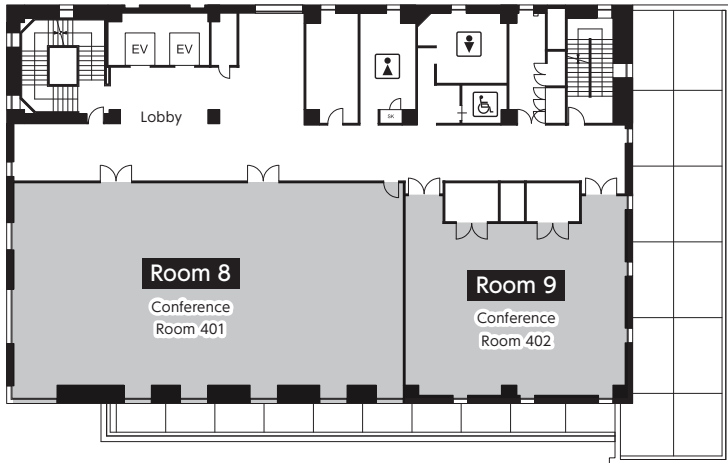 EV
EV
SK
Lobby
Room 8
Conference
Room 401
Room 9
Conference
Room 402